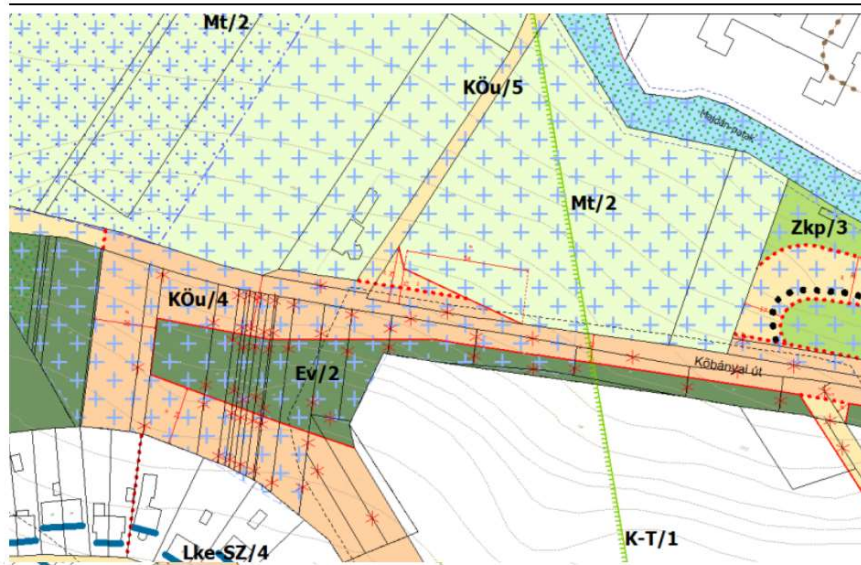 Mt/2
KÖu/5
Mt/2
Zkp/3
KÖu/4
Kőbányai út
Ev/2
Lke-SZ/4
K-T/1